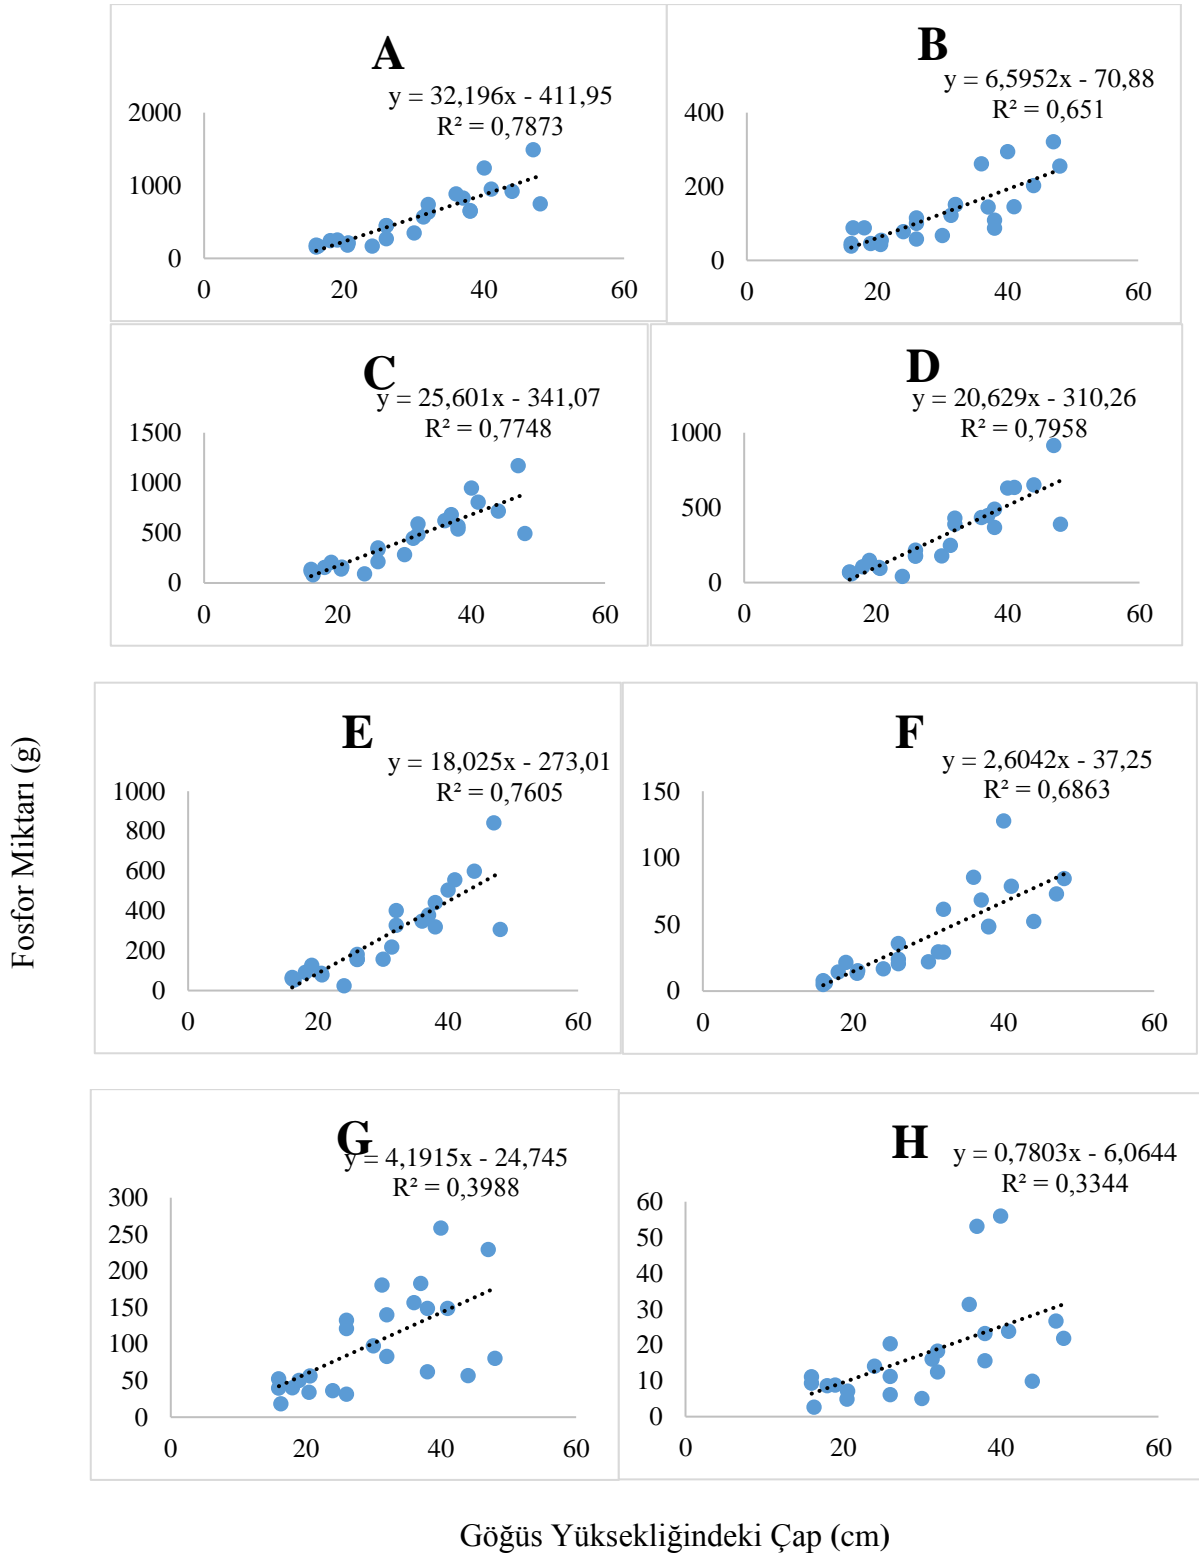 A
y = 32,196x - 411,95
R² = 0,7873
2000
1000
0
0 20 40 60
B
y = 6,5952x - 70,88
R² = 0,651
400
200
0
0 20 40 60
C
y = 25,601x - 341,07
R² = 0,7748
1500
1000
500
0
0 20 40 60
D
y = 20,629x - 310,26
R² = 0,7958
1000
500
0
0 20 40 60
Fosfor Miktarı (g)
E
y = 18,025x - 273,01
R² = 0,7605
1000
800
600
400
200
0
0 20 40 60
F
y = 2,6042x - 37,25
R² = 0,6863
150
100
50
0
0 20 40 60
G
y = 4,1915x - 24,745
R² = 0,3988
300
250
200
150
100
50
0
0 20 40 60
H
y = 0,7803x - 6,0644
R² = 0,3344
60
50
40
30
20
10
0
0 20 40 60
Göğüs Yüksekliğindeki Çap (cm)